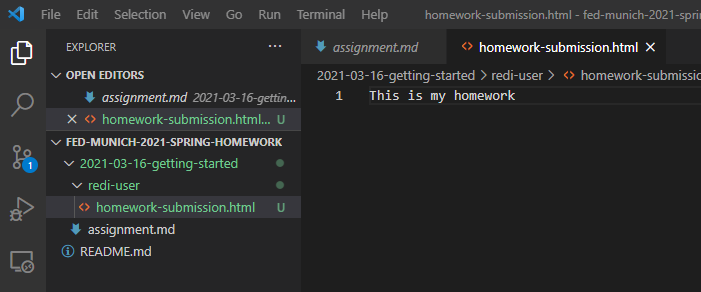 File Edit Selection View Go Run Terminal Help homework-submission.html - fed-munich-2021-spri
EXPLORER ...
assignment.md
homework-submission.html
OPEN EDITORS
assignment.md 2021-03-16-gettin...
homework-submission.html... U
FED-MUNICH-2021-SPRING-HOMEWORK
2021-03-16-getting-started
redi-user
homework-submission.html U
assignment.md
README.md
2021-03-16-getting-started > redi-user > homework-submissio
1 This is my homework
1